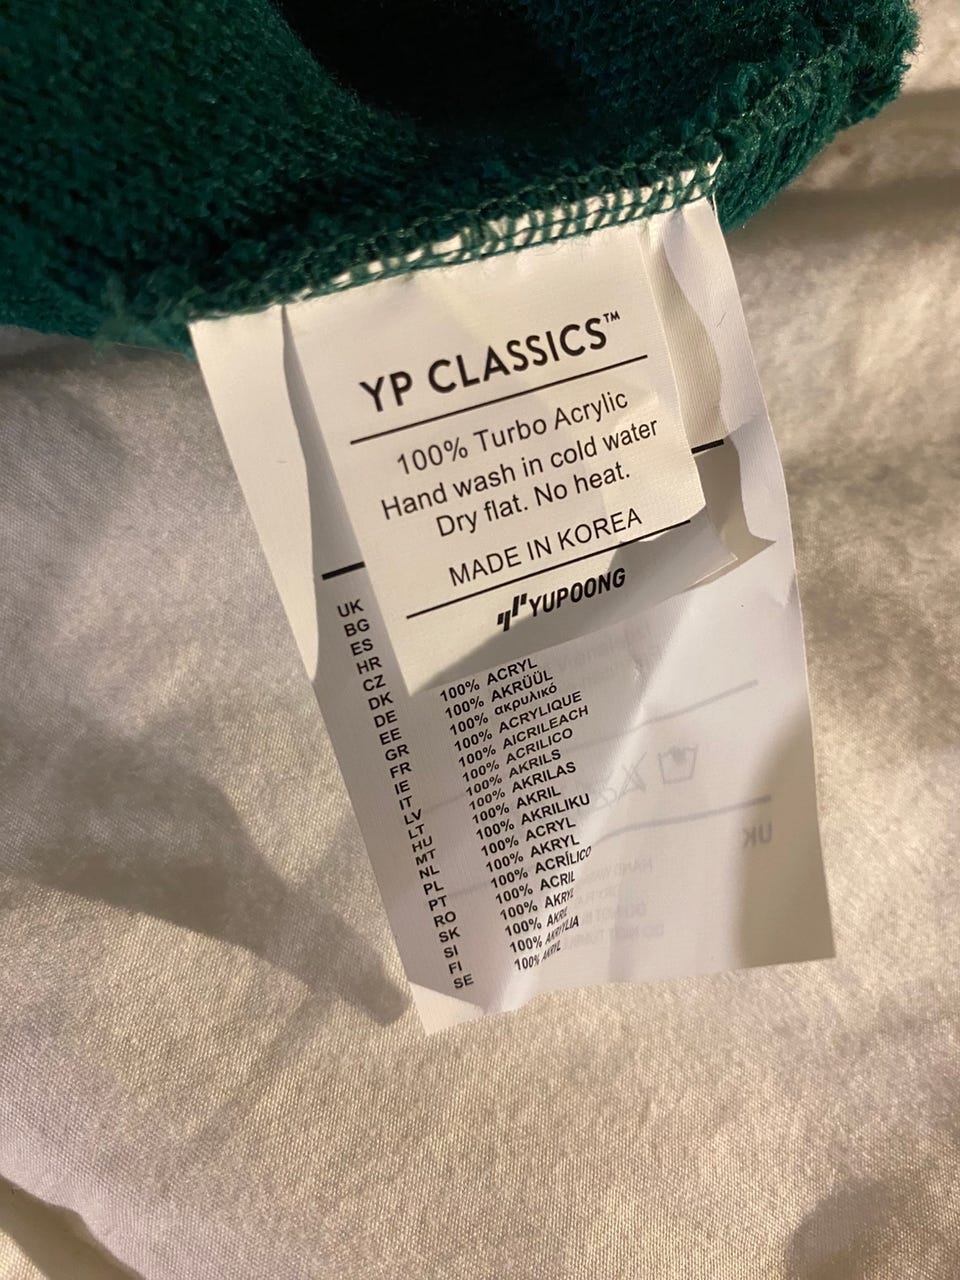 YP CLASSICS™
100% Turbo Acrylic
Hand wash in cold water
Dry flat. No heat.
MADE IN KOREA
YUPOONG
UK
BG
ES
HR
CZ
DK
DE 100% ACRYL
EE 100% AKRÜÜL
GR 100% ακρυλικό
FR 100% ACRYLIQUE
IE 100% AICRILEACH
IT 100% ACRILICO
LV 100% AKRILS
LT 100% AKRILAS
HU 100% AKRIL
MT 100% AKRILIKU
NL 100% ACRYL
PL 100% AKRYL
PT 100% ACRÍLICO
RO 100% ACRIL
SK 100% AKRYL
SI 100% AKRIL
FI 100% AKRYLIA
SE 100% AKRYL
UK